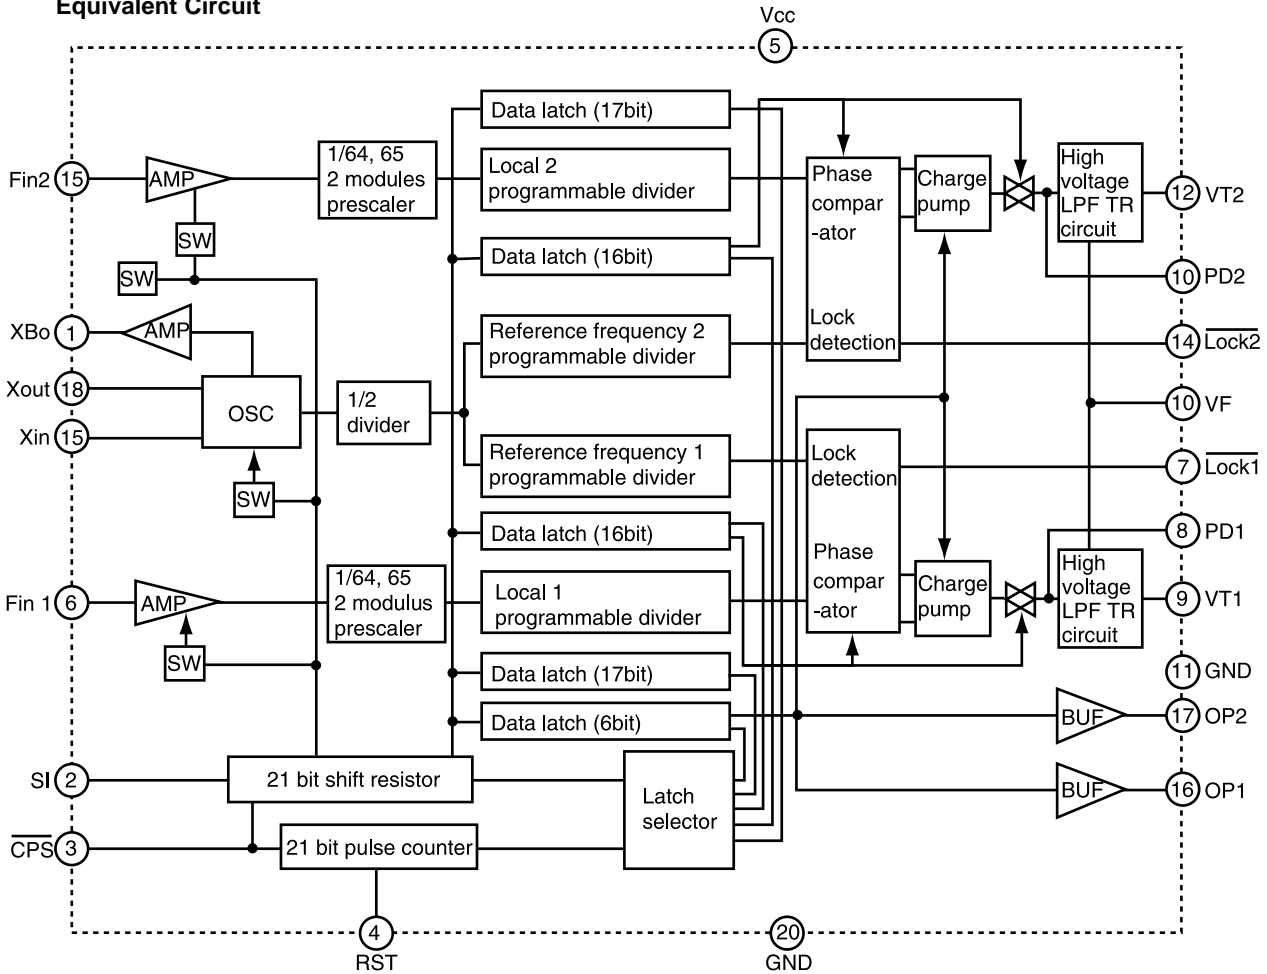 Equivalent Circuit
Vcc
5
Fin2
15
AMP
1/64, 65
2 modules
prescaler
Data latch (17bit)
Local 2
programmable divider
Data latch (16bit)
Phase
compar
-ator
Lock
detection
Charge
pump
High
voltage
LPF TR
circuit
12
VT2
10
PD2
14
Lock2
SW
SW
XBo
1
AMP
Xout
18
Xin
15
OSC
1/2
divider
Reference frequency 2
programmable divider
10
VF
SW
Reference frequency 1
programmable divider
Lock
detection
Phase
compar
-ator
7
Lock1
8
PD1
Data latch (16bit)
Fin 1
6
AMP
1/64, 65
2 modulus
prescaler
Local 1
programmable divider
Charge
pump
High
voltage
LPF TR
circuit
9
VT1
SW
Data latch (17bit)
11
GND
Data latch (6bit)
BUF
17
OP2
SI
2
21 bit shift resistor
Latch
selector
BUF
16
OP1
CPS
3
21 bit pulse counter
4
RST
20
GND